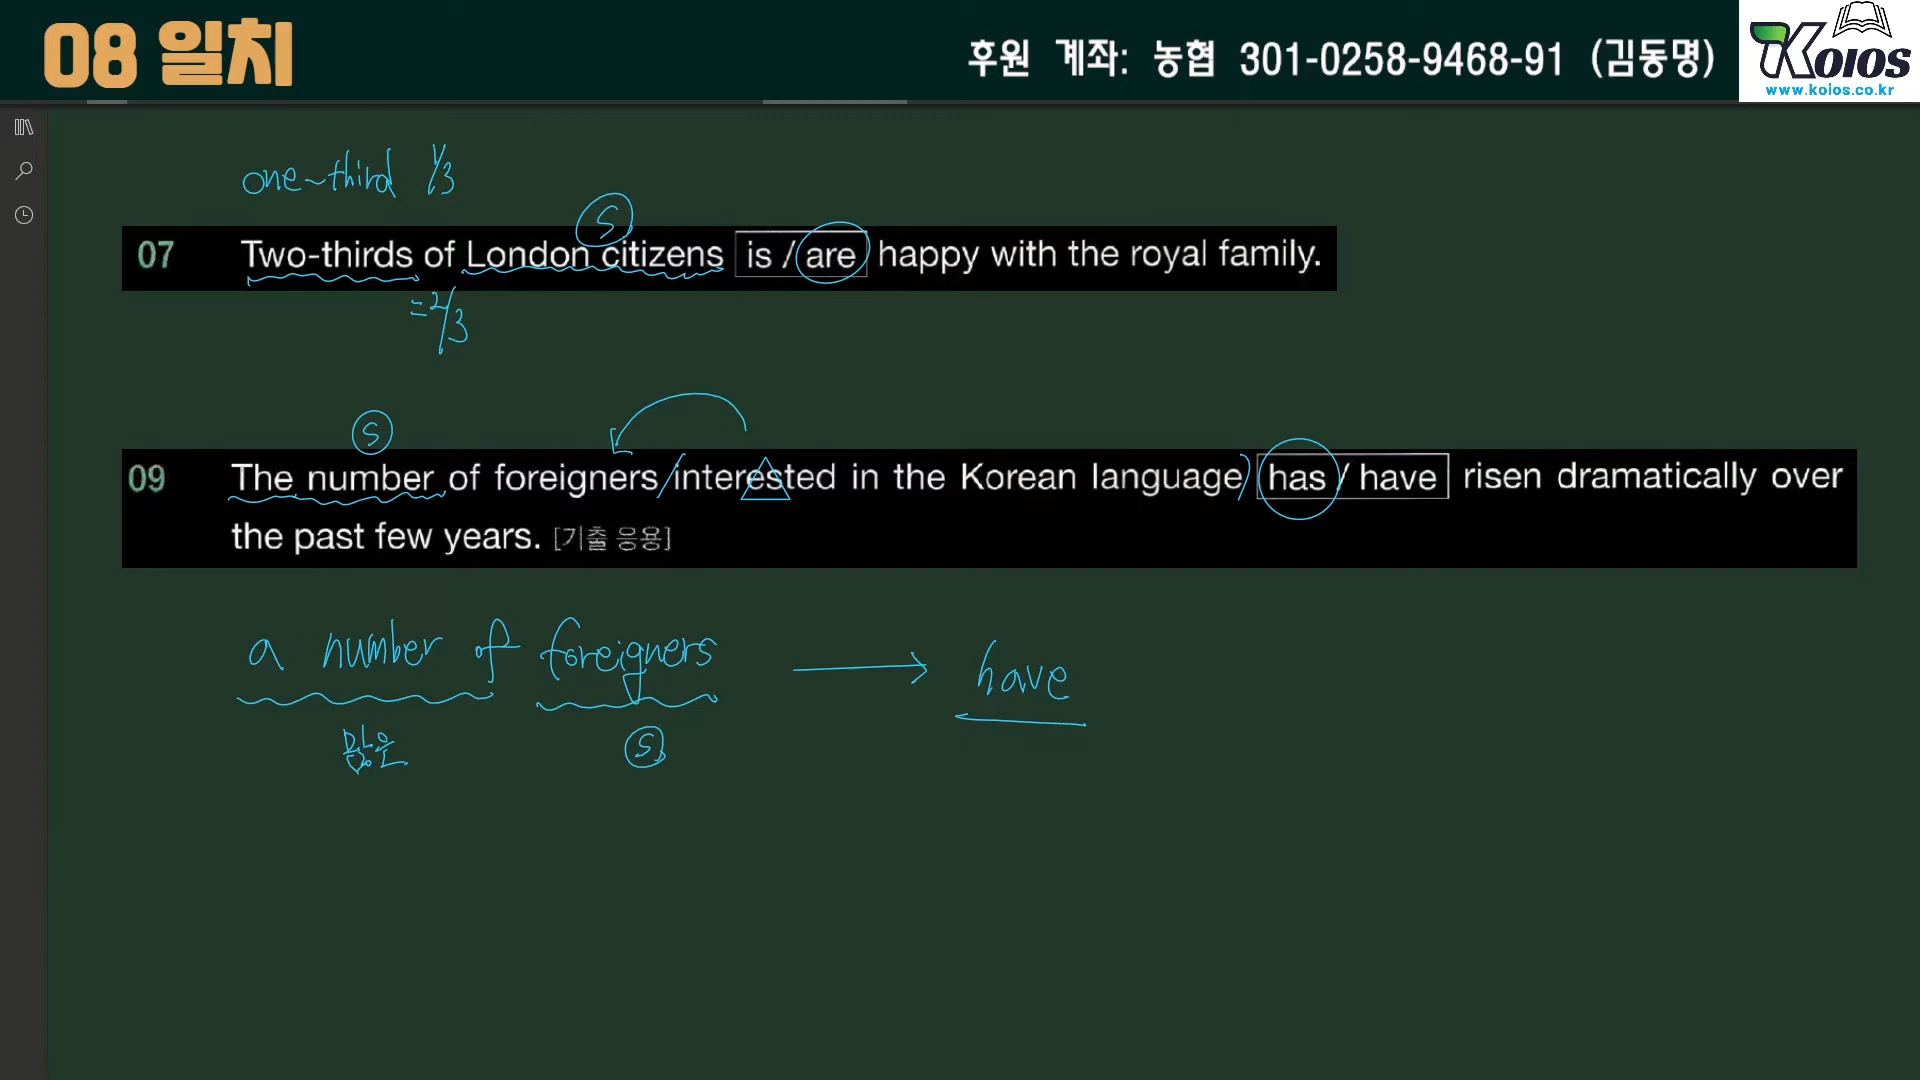 08 일치
후원 계좌: 농협 301-0258-9468-91 (김동명)
KOIOS
www.koios.co.kr
one-third 1/3
S
07 Two-thirds of London citizens is / are happy with the royal family.
=2/3
S
09 The number of foreigners / interested in the Korean language) has / have risen dramatically over
the past few years. [기출 응용]
a number of foreigners → have
많은 S